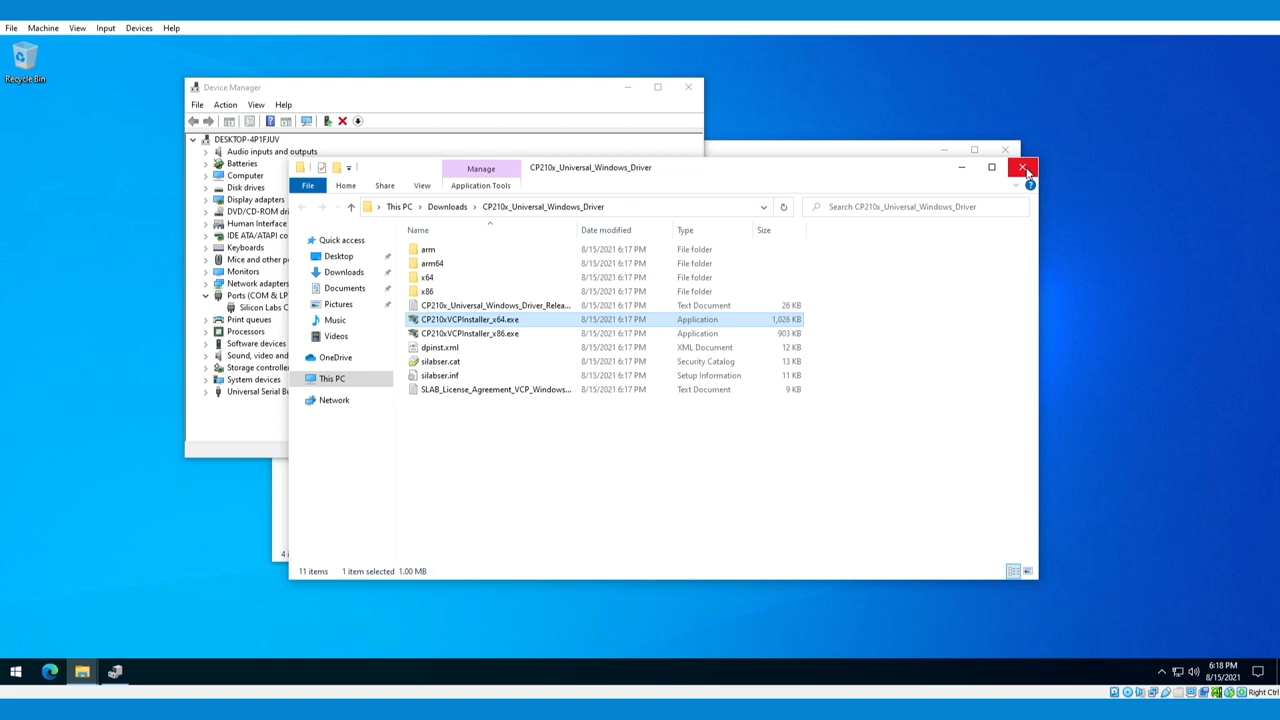 File Machine View Input Devices Help
Recycle Bin
Device Manager
File Action View Help
DESKTOP-4P1FJUV
Audio inputs and outputs
Batteries
Computer
Disk drives
Display adapters
DVD/CD-ROM dri
Human Interface
IDE ATA/ATAPI co
Keyboards
Mice and other p
Monitors
Network adapters
Ports (COM & LP
Silicon Labs C
Print queues
Processors
Software devices
Sound, video and
Storage controlle
System devices
Universal Serial Bu
4 i
Manage CP210x_Universal_Windows_Driver
File Home Share View Application Tools
This PC Downloads CP210x_Universal_Windows_Driver Search CP210x_Universal_Windows_Driver
Quick access
Desktop
Downloads
Documents
Pictures
Music
Videos
OneDrive
This PC
Network
Name Date modified Type Size
arm 8/15/2021 6:17 PM File folder
arm64 8/15/2021 6:17 PM File folder
x64 8/15/2021 6:17 PM File folder
x86 8/15/2021 6:17 PM File folder
CP210x_Universal_Windows_Driver_Relea... 8/15/2021 6:17 PM Text Document 26 KB
CP210xVCPInstaller_x64.exe 8/15/2021 6:17 PM Application 1,026 KB
CP210xVCPInstaller_x86.exe 8/15/2021 6:17 PM Application 903 KB
dpinst.xml 8/15/2021 6:17 PM XML Document 12 KB
silabser.cat 8/15/2021 6:17 PM Security Catalog 13 KB
silabser.inf 8/15/2021 6:17 PM Setup Information 11 KB
SLAB_License_Agreement_VCP_Windows... 8/15/2021 6:17 PM Text Document 9 KB
11 items 1 item selected 1.00 MB
6:18 PM
8/15/2021
Right Ctrl